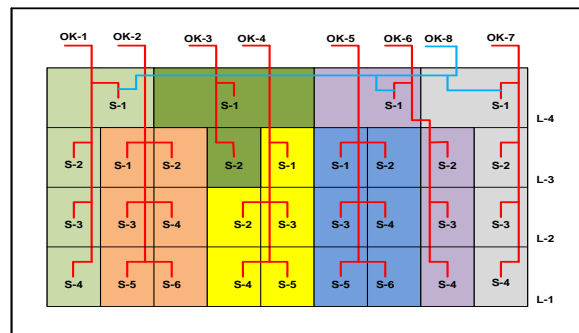 OK-1 OK-2 OK-3 OK-4 OK-5 OK-6 OK-8 OK-7
S-1 S-1 S-1 S-1
L-4
S-2 S-1 S-2 S-2 S-1 S-1 S-2 S-2 S-2
L-3
S-3 S-3 S-4 S-2 S-3 S-3 S-4 S-3 S-3
L-2
S-4 S-5 S-6 S-4 S-5 S-5 S-6 S-4 S-4
L-1